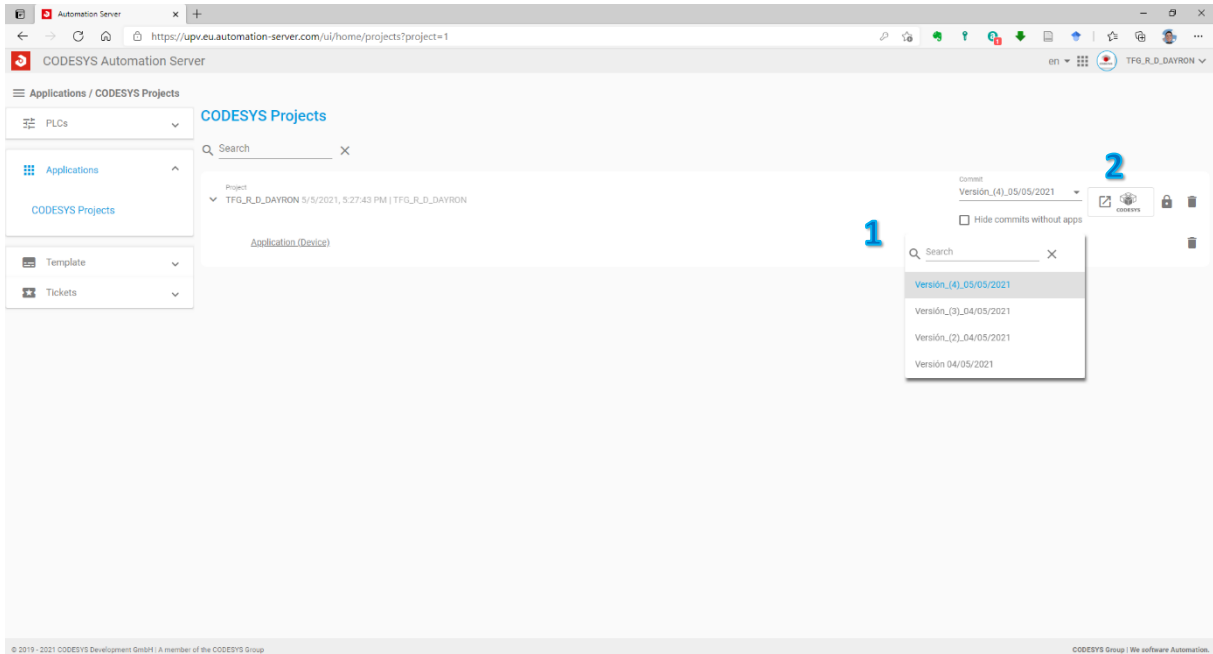 Automation Server
https://upv.eu.automation-server.com/ui/home/projects?project=1
CODESYS Automation Server
en
TFG_R_D_DAYRON
Applications / CODESYS Projects
PLCs
Applications
CODESYS Projects
Template
Tickets
CODESYS Projects
Search
Project
TFG_R_D_DAYRON 5/5/2021, 5:27:43 PM | TFG_R_D_DAYRON
Application (Device)
Commit
Versión_(4)_05/05/2021
2
CODESYS
Hide commits without apps
1
Search
Versión_(4)_05/05/2021
Versión_(3)_04/05/2021
Versión_(2)_04/05/2021
Versión 04/05/2021
© 2019 - 2021 CODESYS Development GmbH | A member of the CODESYS Group
CODESYS Group | We software Automation.